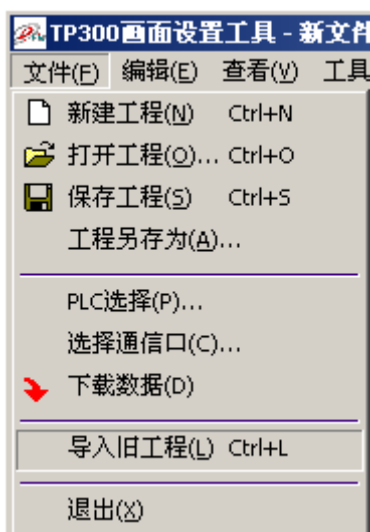 TP300画面设置工具 - 新文件
文件(F) 编辑(E) 查看(V) 工具
新建工程(N) Ctrl+N
打开工程(O)... Ctrl+O
保存工程(S) Ctrl+S
工程另存为(A)...
PLC选择(P)...
选择通信口(C)...
下载数据(D)
导入旧工程(L) Ctrl+L
退出(X)